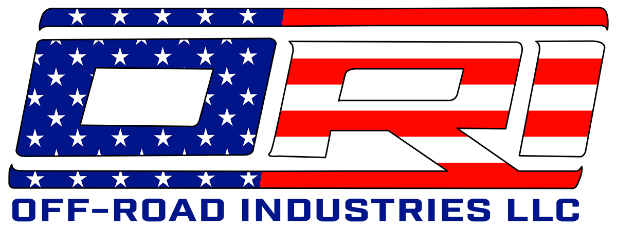 ORI
OFF-ROAD INDUSTRIES LLC